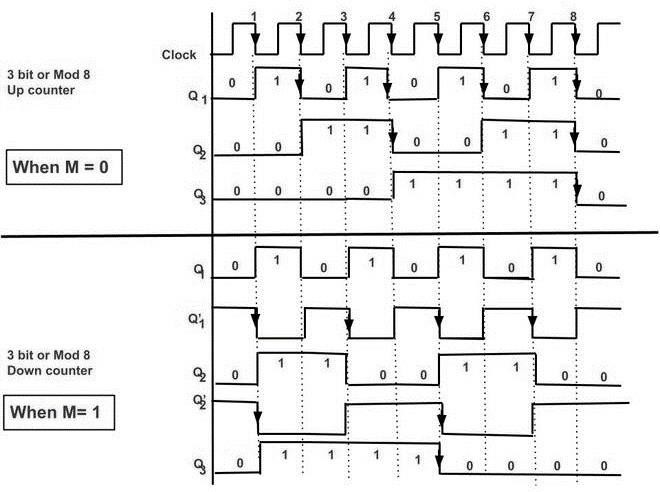 1 2 3 4 5 6 7 8
Clock
3 bit or Mod 8
Up counter
0 1 0 1 0 1 0 1 0
Q1
0 0 1 1 0 0 1 1 0
Q2
When M = 0
0 0 0 0 1 1 1 1 0
Q3
0 1 0 1 0 1 0 1 0
Q1
Q'1
3 bit or Mod 8
Down counter
Q2 0 1 1 0 0 1 1 0 0
Q'2
When M= 1
Q3 0 1 1 1 1 0 0 0 0